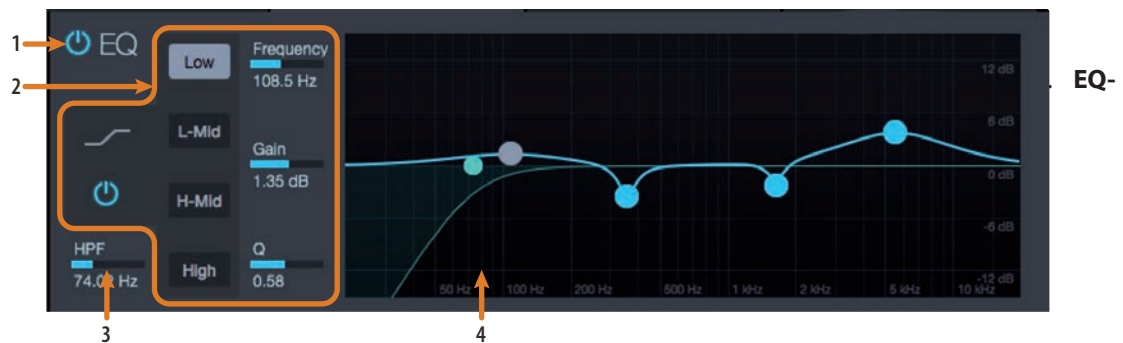 1
EQ
2
Low
Frequency
108.5 Hz
L-Mid
Gain
1.35 dB
H-Mid
HPF
74.02 Hz
High
Q
0.58
12 dB
6 dB
0 dB
-6 dB
-12 dB
50 Hz 100 Hz 200 Hz 500 Hz 1 kHz 2 kHz 5 kHz 10 kHz
. EQ-
3
4